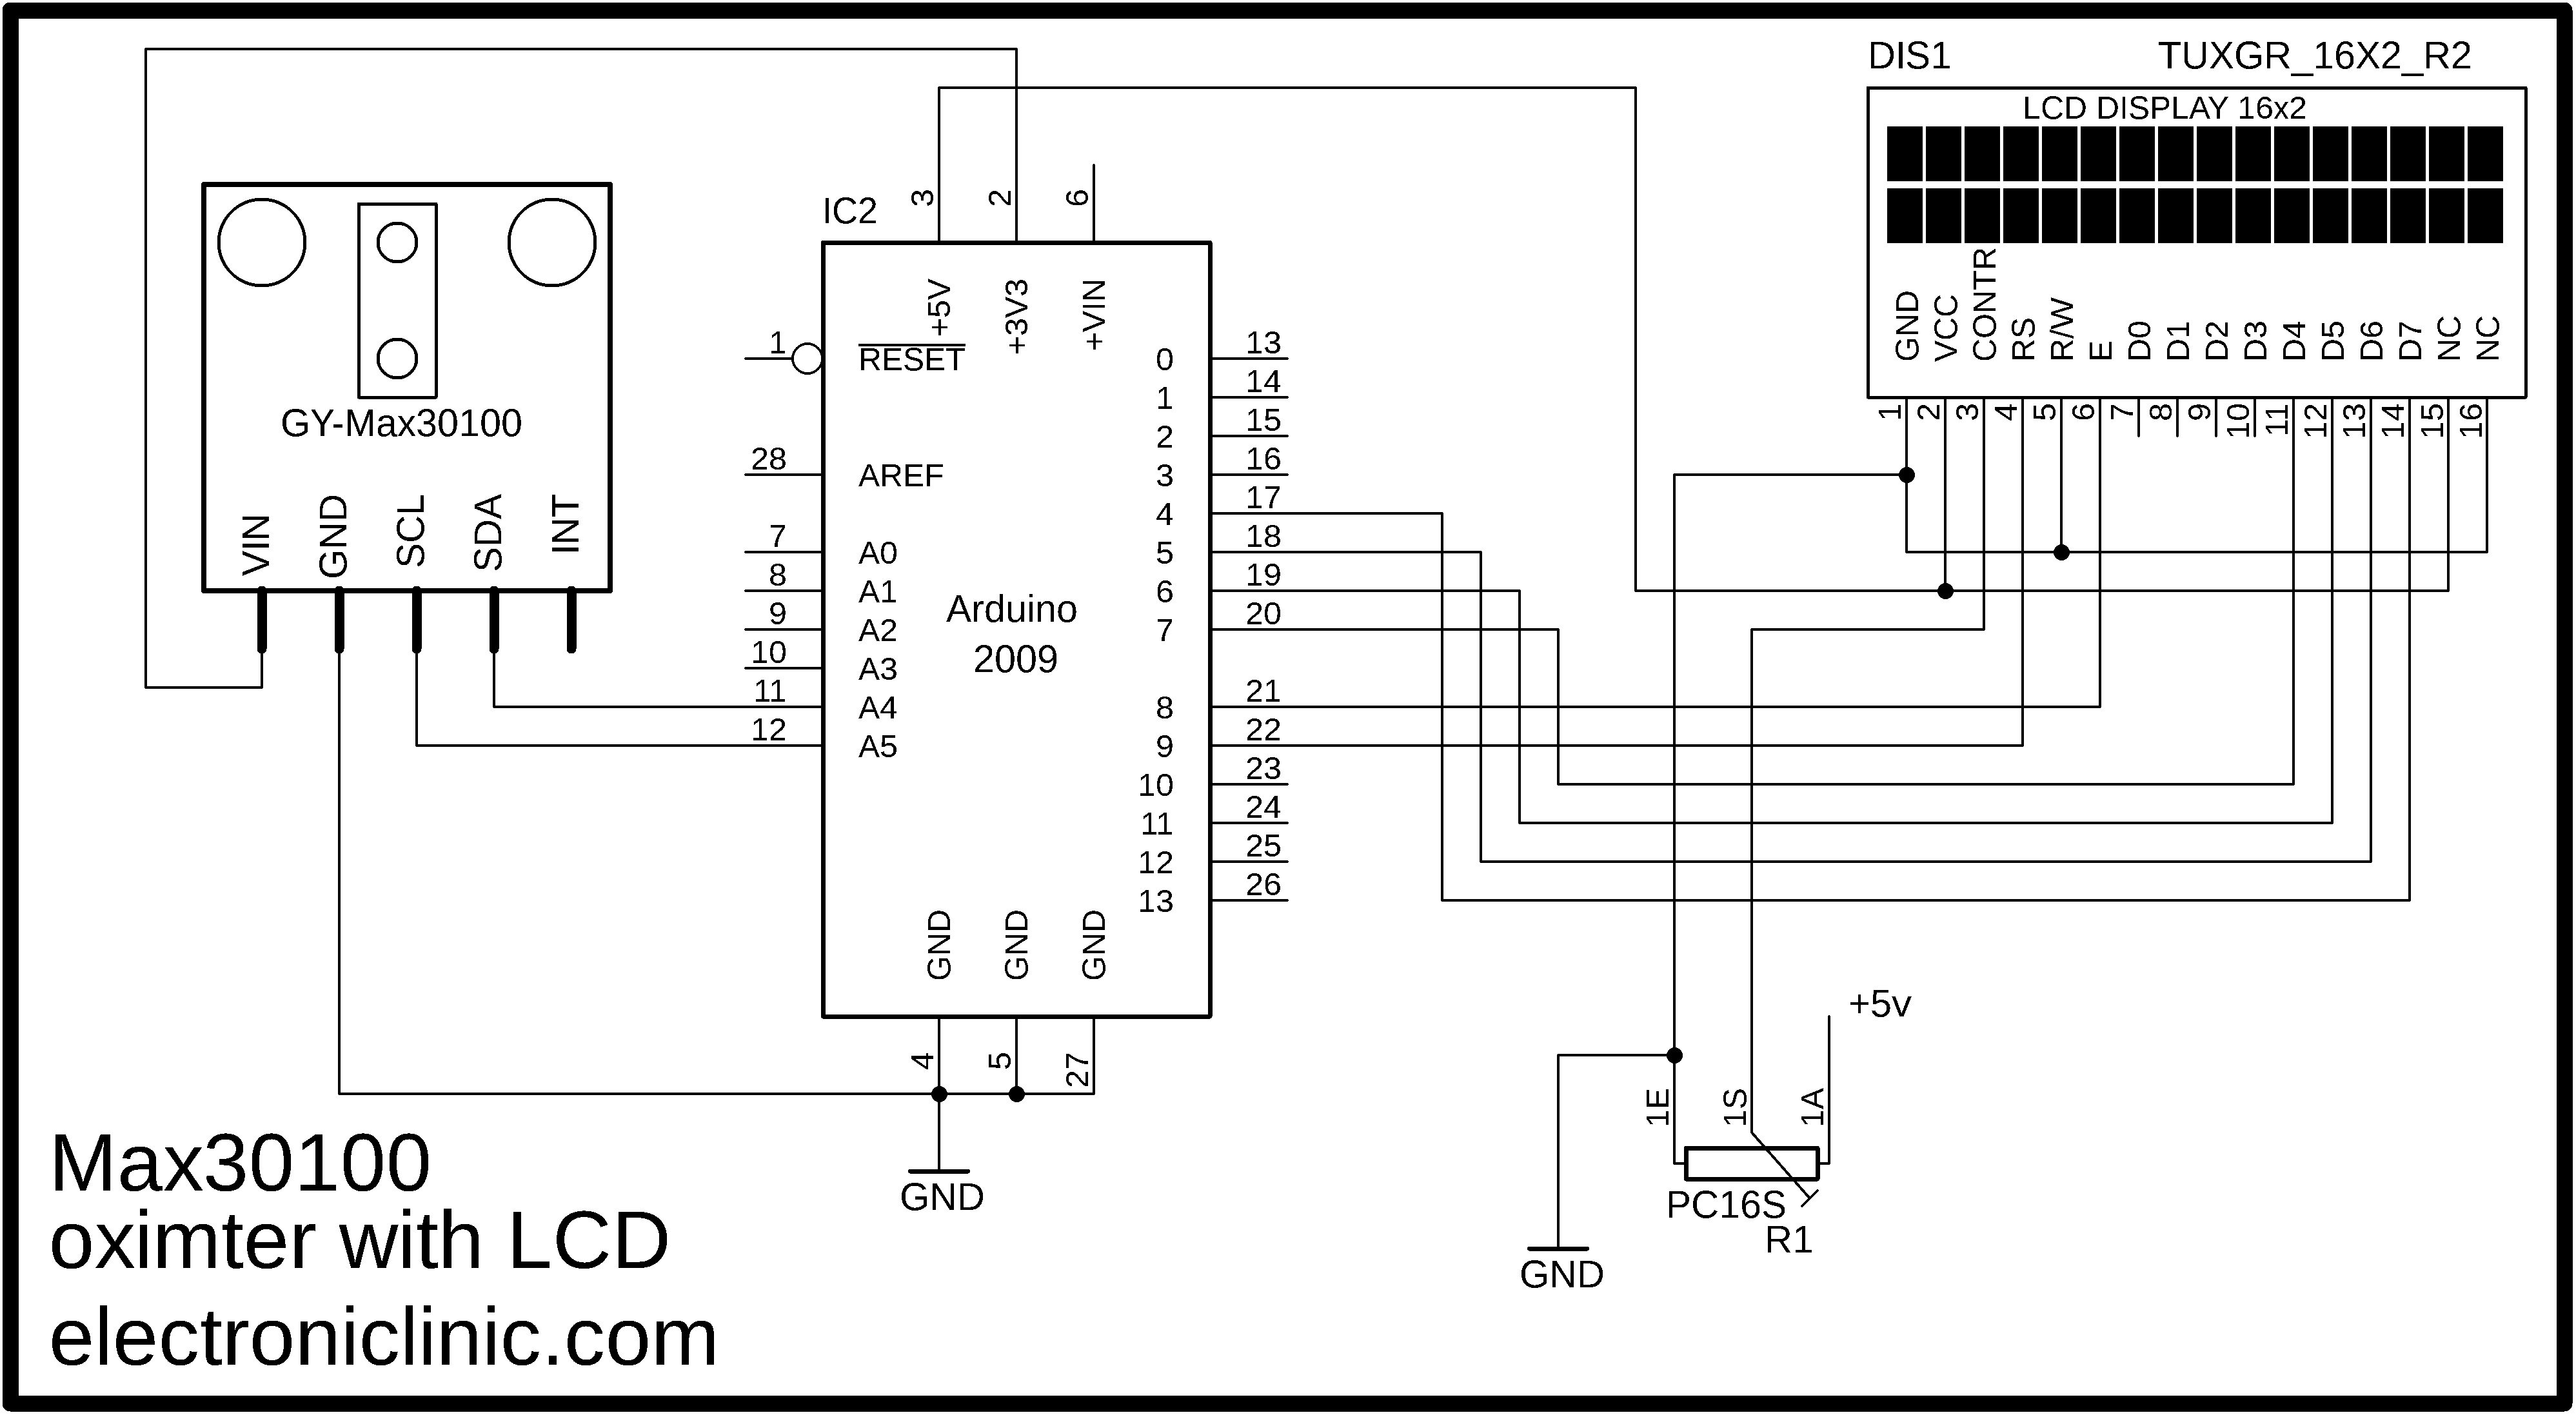 DIS1 TUXGR_16X2_R2
LCD DISPLAY 16x2
GND VCC CONTR RS R/W E D0 D1 D2 D3 D4 D5 D6 D7 NC NC
1 2 3 4 5 6 7 8 9 10 11 12 13 14 15 16
GY-Max30100
VIN GND SCL SDA INT
IC2
3 2 6
+5V +3V3 +VIN
1 RESET
28 AREF
7 A0
8 A1
9 A2
10 A3
11 A4
12 A5
Arduino
2009
0 13
1 14
2 15
3 16
4 17
5 18
6 19
7 20
8 21
9 22
10 23
11 24
12 25
13 26
GND GND GND
4 5 27
GND
+5v
1E 1S 1A
PC16S
R1
GND
Max30100
oximter with LCD
electroniclinic.com